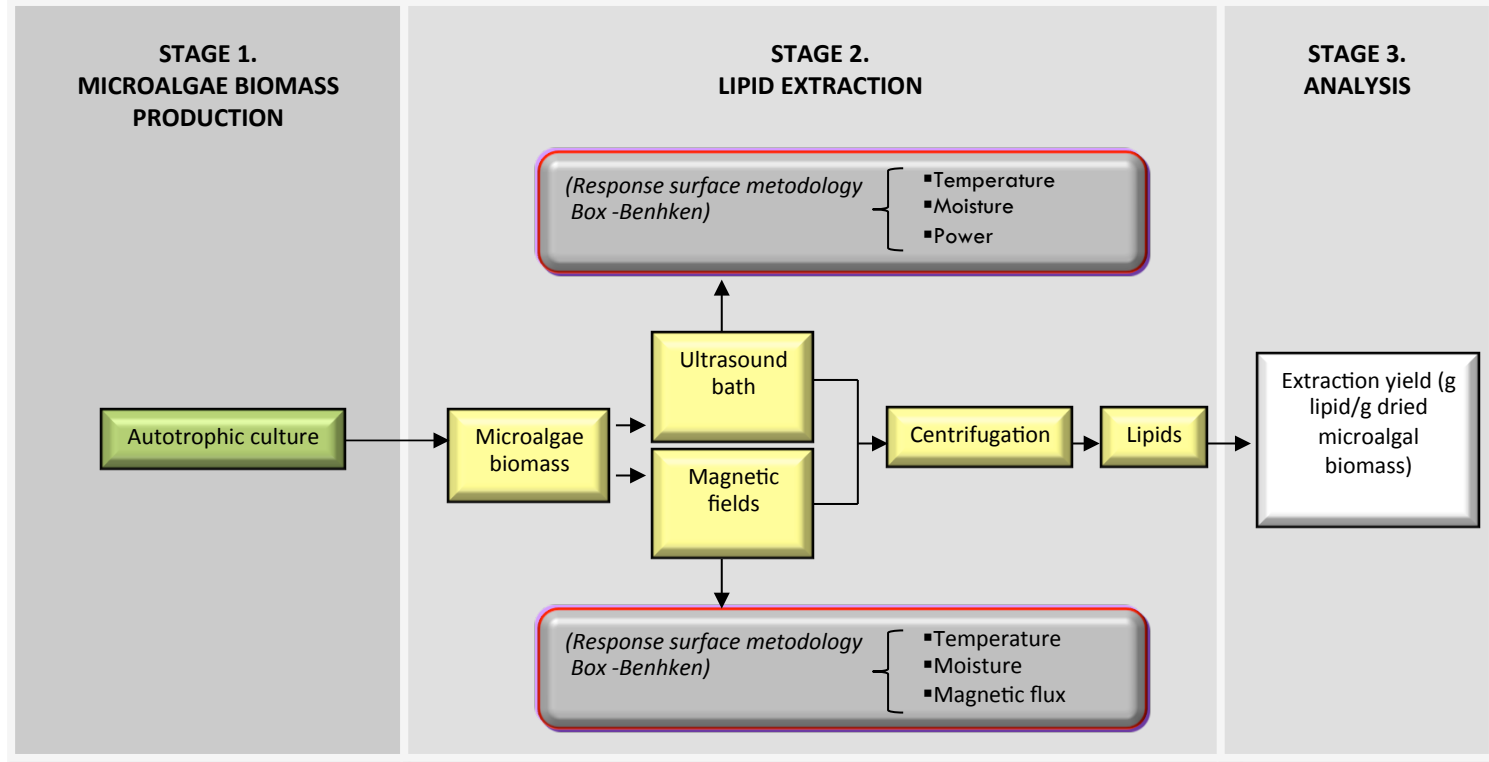 STAGE 1.
MICROALGAE BIOMASS
PRODUCTION
STAGE 2.
LIPID EXTRACTION
STAGE 3.
ANALYSIS
(Response surface metodology
Box -Benhken)
▪Temperature
▪Moisture
▪Power
Autotrophic culture
Microalgae
biomass
Ultrasound
bath
Magnetic
fields
Centrifugation
Lipids
Extraction yield (g
lipid/g dried
microalgal
biomass)
(Response surface metodology
Box -Benhken)
▪Temperature
▪Moisture
▪Magnetic flux